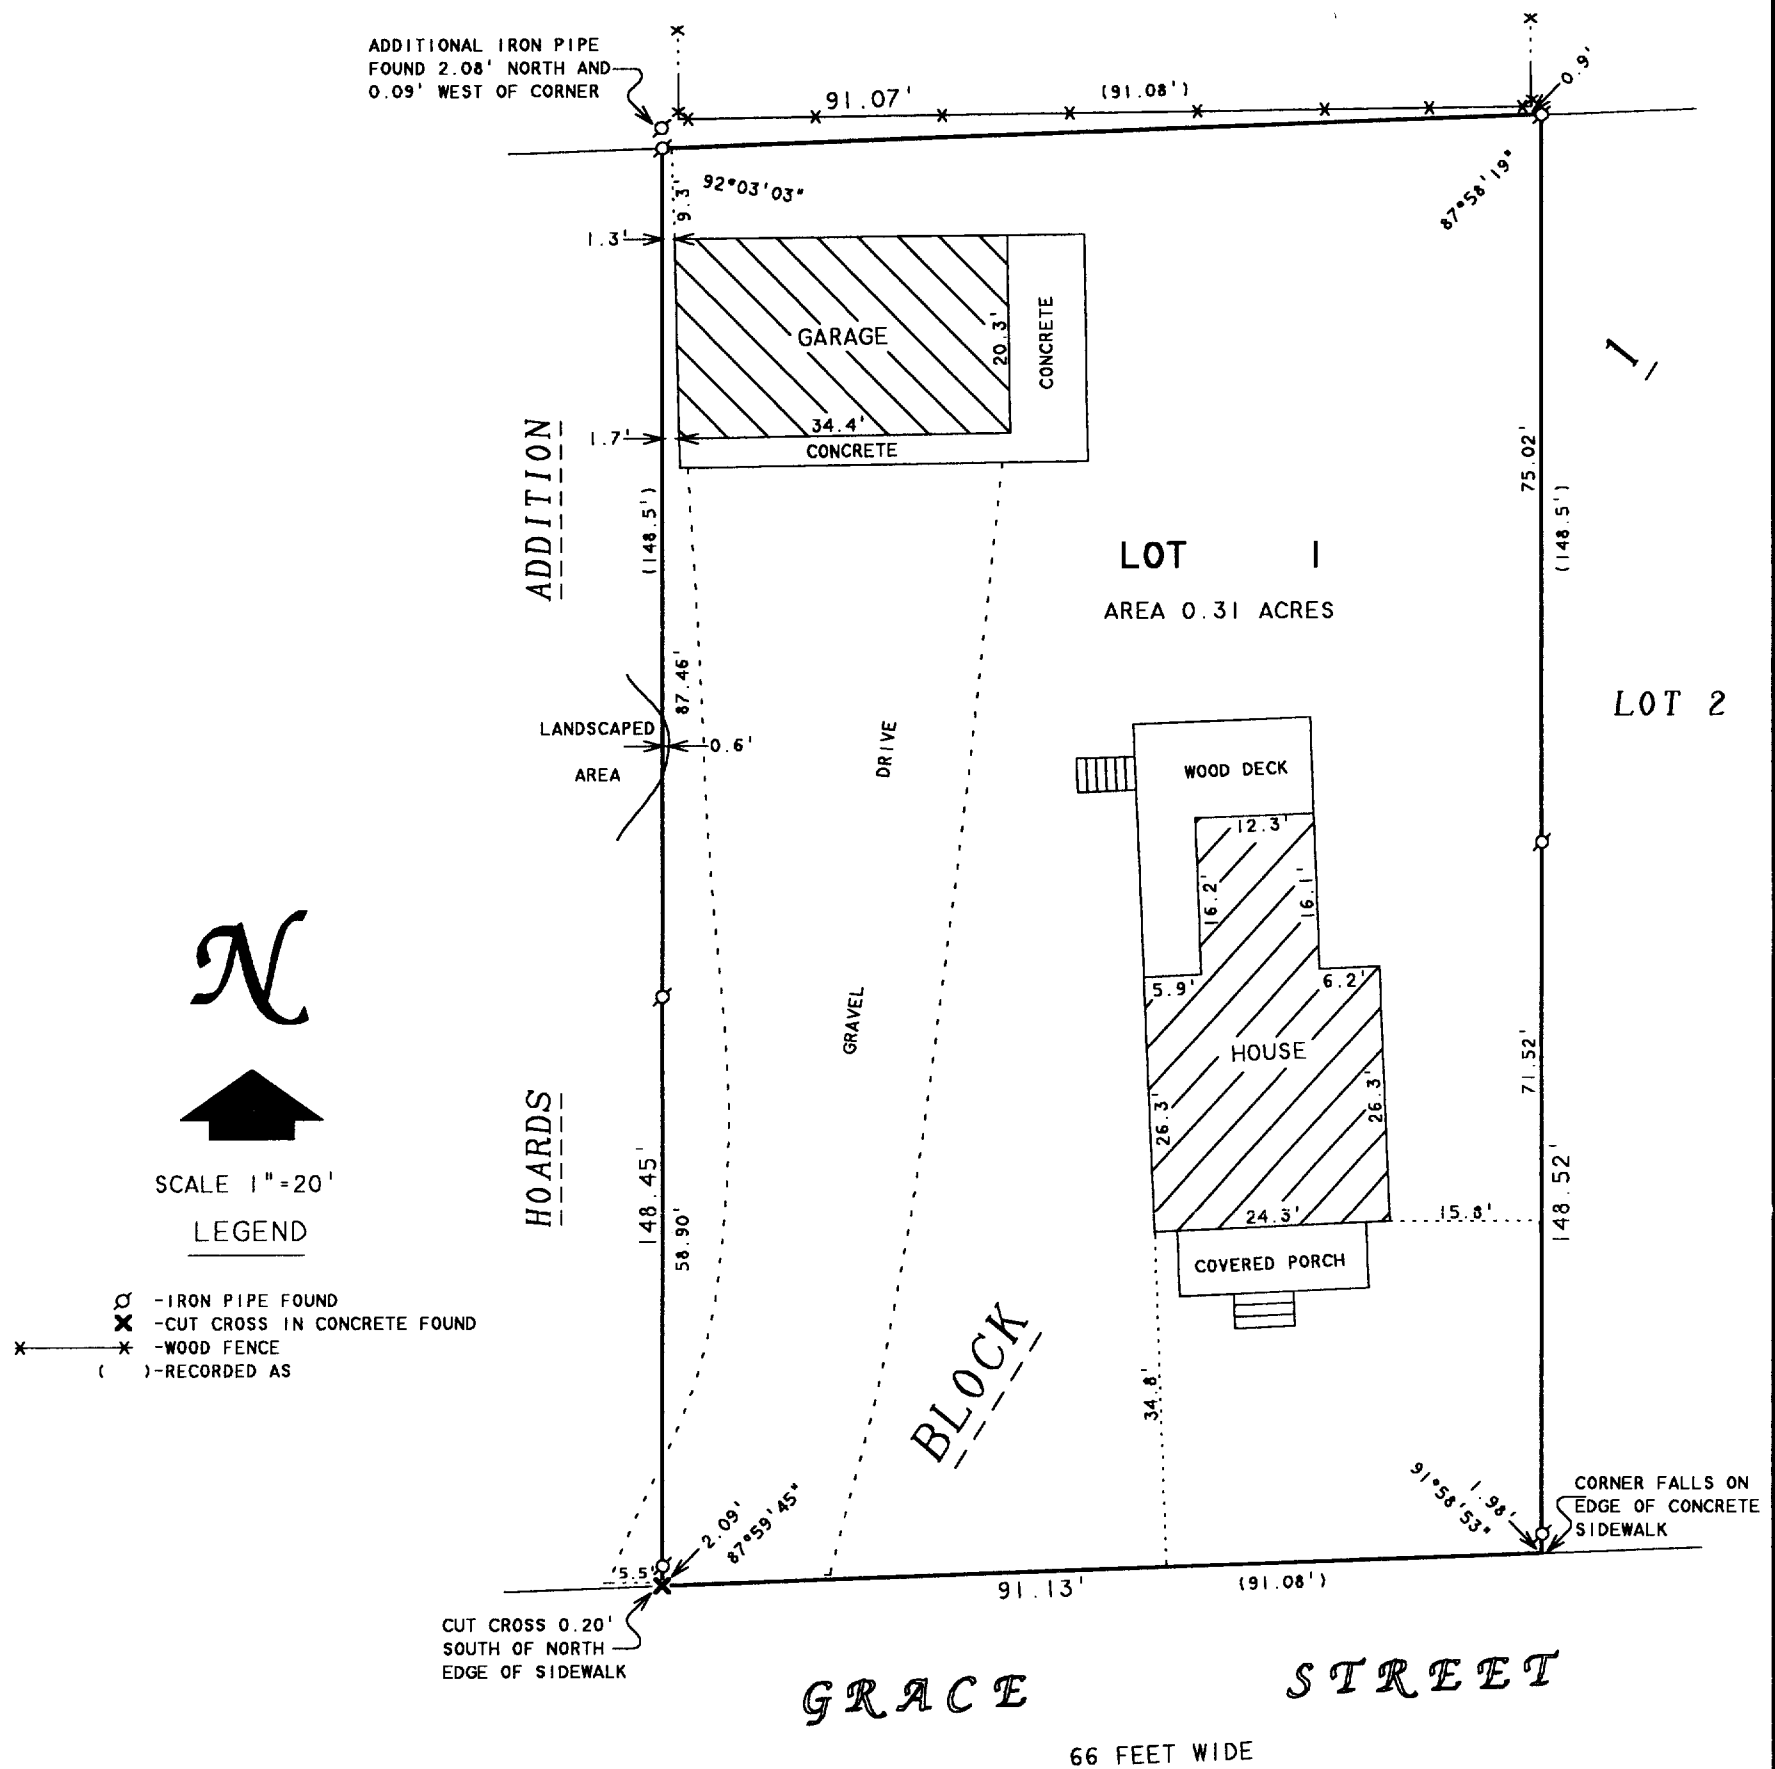 ADDITIONAL IRON PIPE
FOUND 2.08' NORTH AND
0.09' WEST OF CORNER
91.07'
(91.08')
0.9'
9.3'
92°03'03"
87°58'19"
1.3'
GARAGE
20.3'
CONCRETE
1
34.4'
1.7'
CONCRETE
ADDITION
(148.5')
75.02'
(148.5')
LOT 1
AREA 0.31 ACRES
87.46'
LOT 2
LANDSCAPED
AREA
0.6'
DRIVE
WOOD DECK
12.3'
16.2'
16.1'
5.9'
6.2'
GRAVEL
HOUSE
71.52'
26.3'
26.3'
N
HOARDS
148.45'
58.90'
148.52'
SCALE 1"=20'
LEGEND
24.3'
15.8'
COVERED PORCH
-IRON PIPE FOUND
-CUT CROSS IN CONCRETE FOUND
-WOOD FENCE
( )-RECORDED AS
BLOCK
34.8'
2.09'
87°59'45"
1.98'
91°58'53"
CORNER FALLS ON
EDGE OF CONCRETE
SIDEWALK
5.5'
91.13'
(91.08')
CUT CROSS 0.20'
SOUTH OF NORTH
EDGE OF SIDEWALK
GRACE STREET
66 FEET WIDE